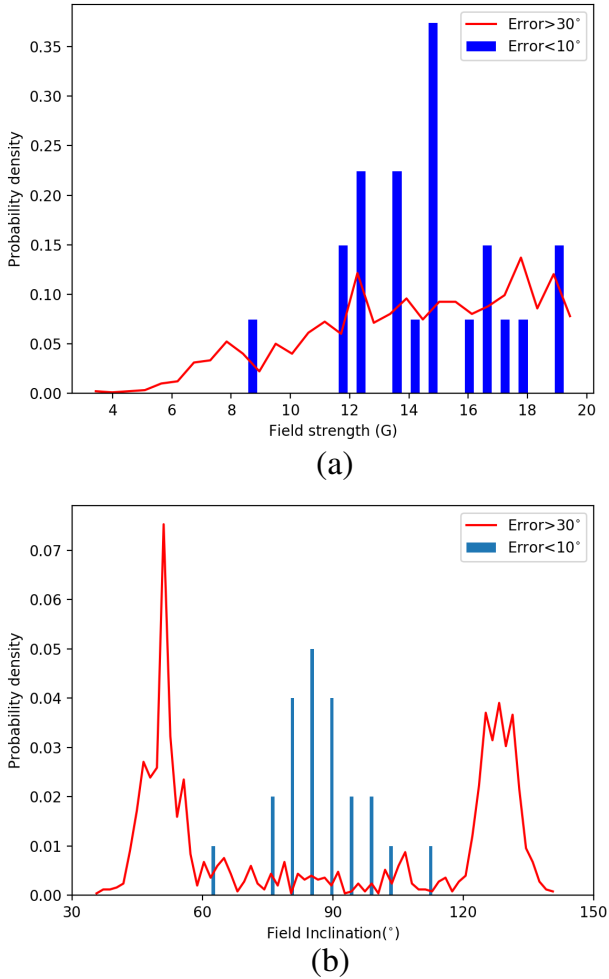 Error>30°
Error<10°
0.35
0.30
0.25
0.20
0.15
0.10
0.05
0.00
Probability density
4 6 8 10 12 14 16 18 20
Field strength (G)
(a)
Error>30°
Error<10°
0.07
0.06
0.05
0.04
0.03
0.02
0.01
0.00
Probability density
30 60 90 120 150
Field Inclination(°)
(b)